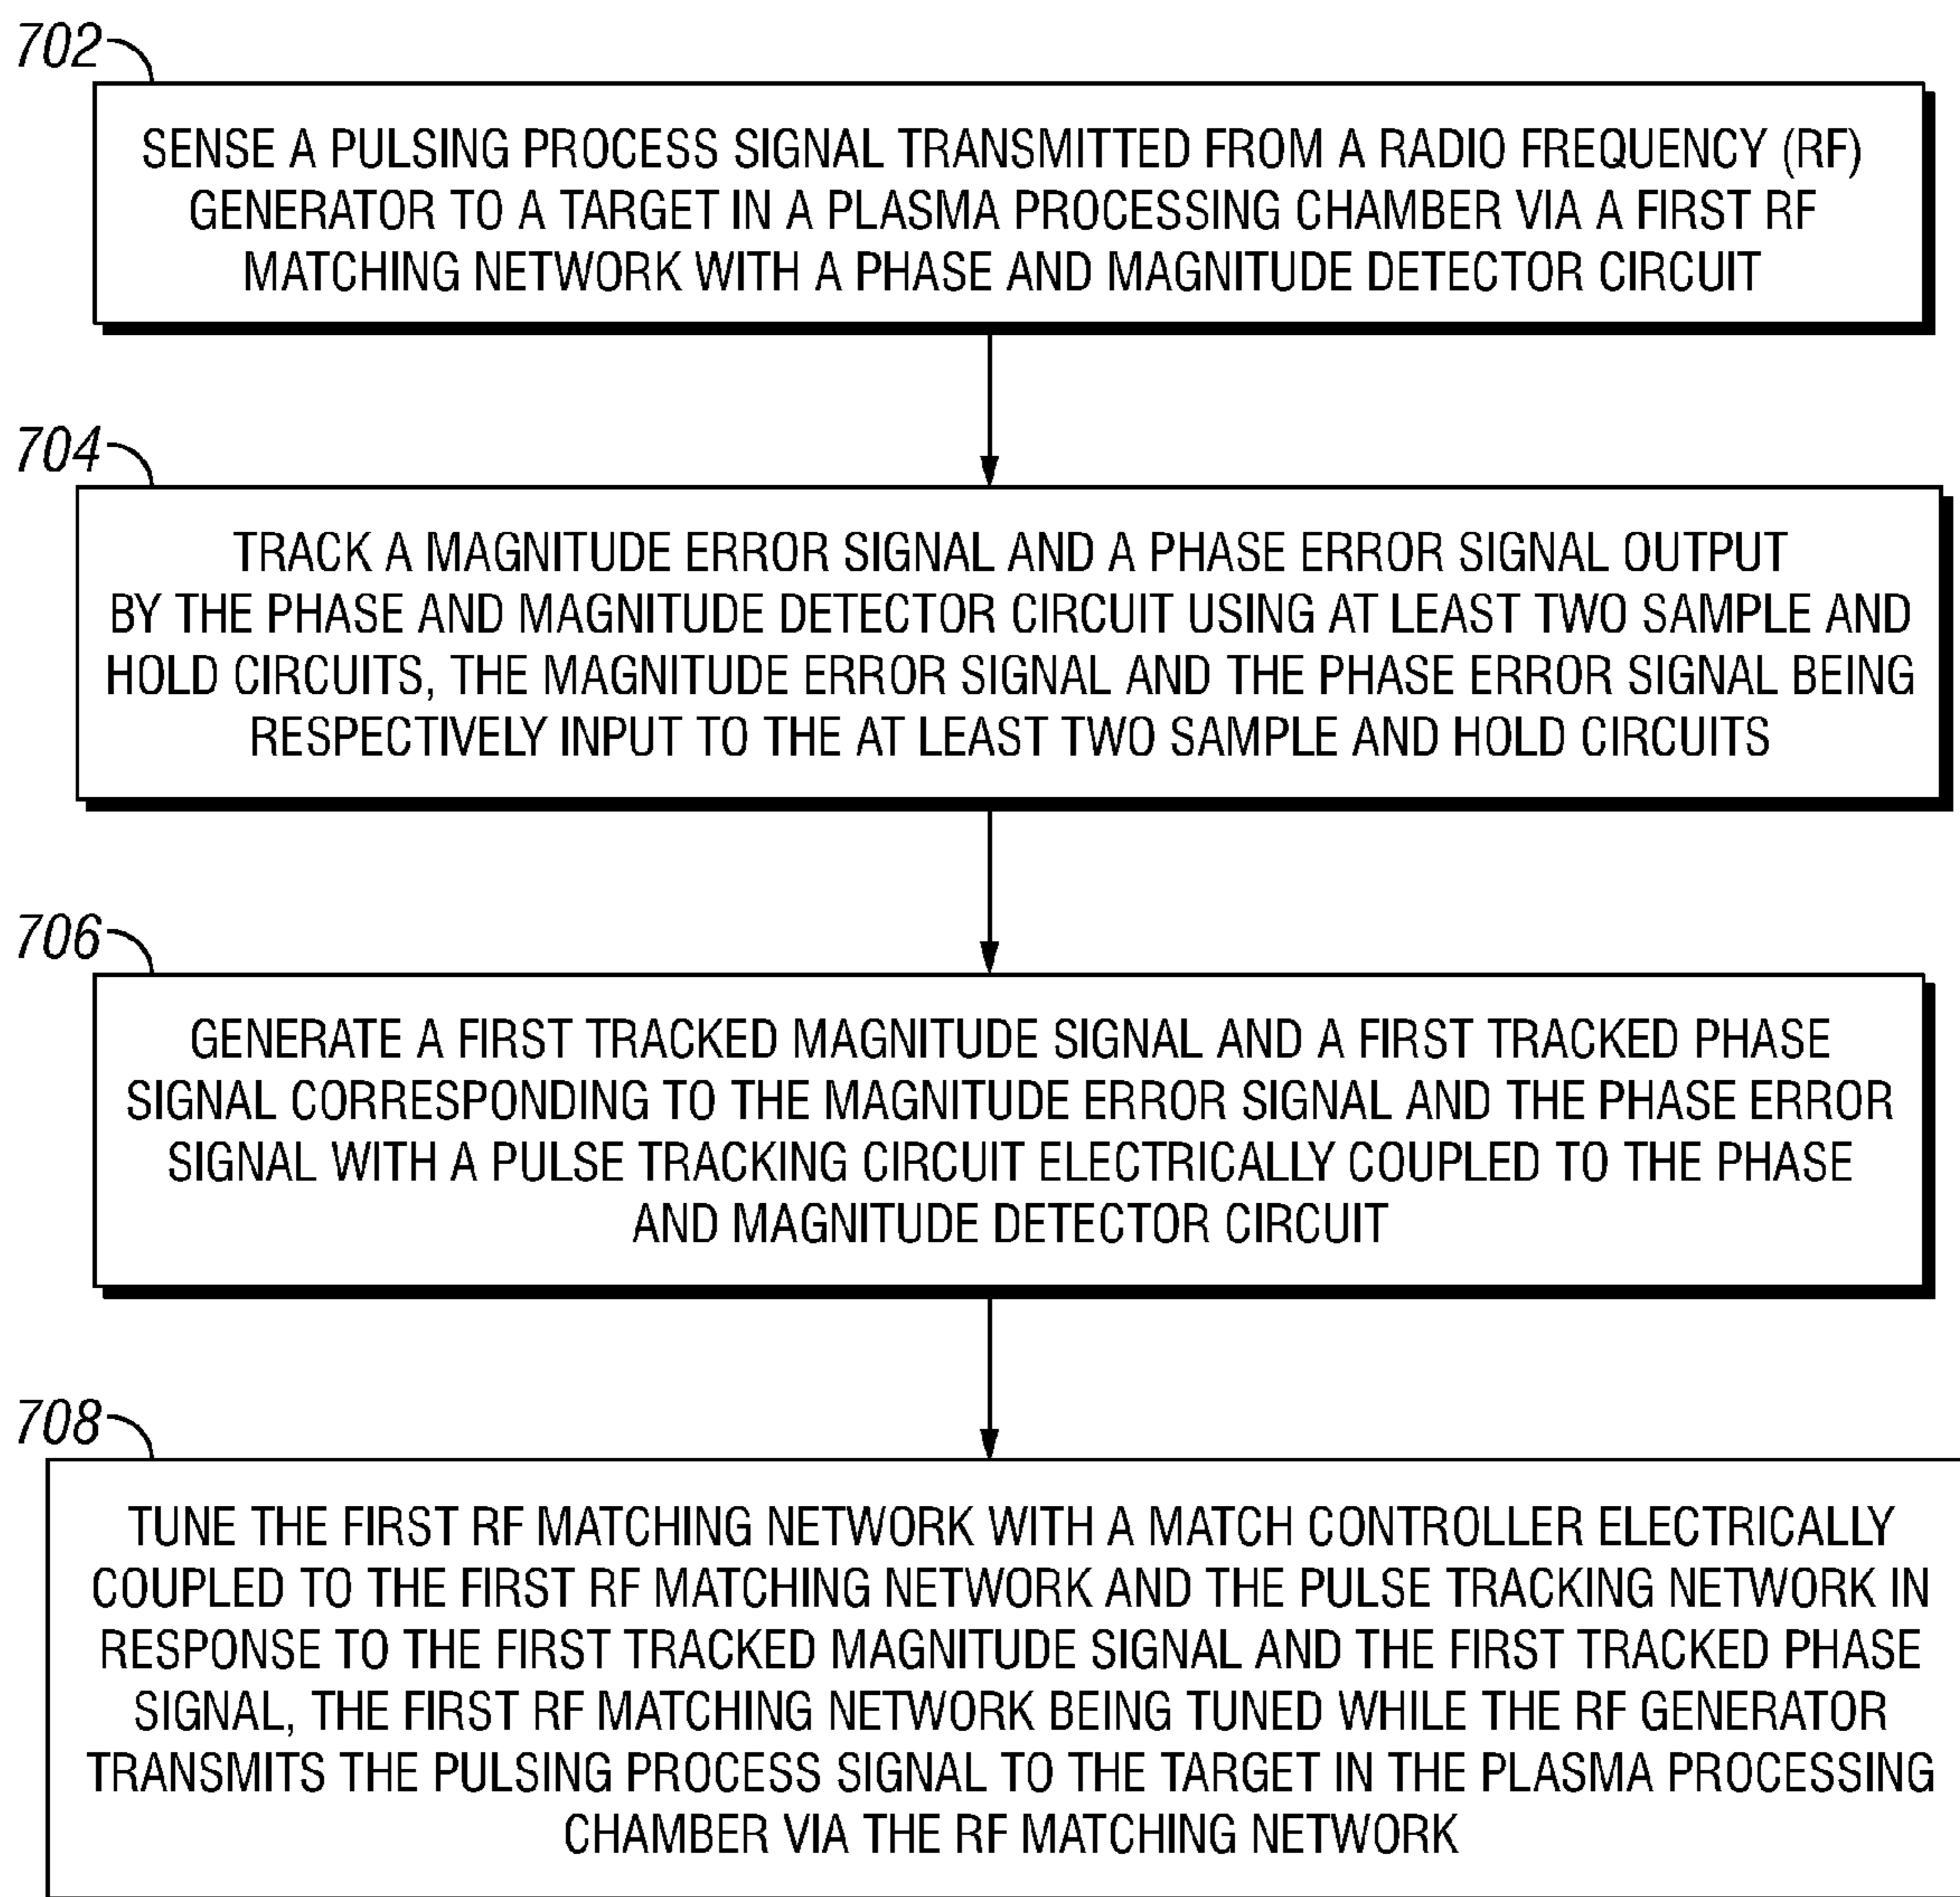 702
SENSE A PULSING PROCESS SIGNAL TRANSMITTED FROM A RADIO FREQUENCY (RF)
GENERATOR TO A TARGET IN A PLASMA PROCESSING CHAMBER VIA A FIRST RF
MATCHING NETWORK WITH A PHASE AND MAGNITUDE DETECTOR CIRCUIT
704
TRACK A MAGNITUDE ERROR SIGNAL AND A PHASE ERROR SIGNAL OUTPUT
BY THE PHASE AND MAGNITUDE DETECTOR CIRCUIT USING AT LEAST TWO SAMPLE AND
HOLD CIRCUITS, THE MAGNITUDE ERROR SIGNAL AND THE PHASE ERROR SIGNAL BEING
RESPECTIVELY INPUT TO THE AT LEAST TWO SAMPLE AND HOLD CIRCUITS
706
GENERATE A FIRST TRACKED MAGNITUDE SIGNAL AND A FIRST TRACKED PHASE
SIGNAL CORRESPONDING TO THE MAGNITUDE ERROR SIGNAL AND THE PHASE ERROR
SIGNAL WITH A PULSE TRACKING CIRCUIT ELECTRICALLY COUPLED TO THE PHASE
AND MAGNITUDE DETECTOR CIRCUIT
708
TUNE THE FIRST RF MATCHING NETWORK WITH A MATCH CONTROLLER ELECTRICALLY
COUPLED TO THE FIRST RF MATCHING NETWORK AND THE PULSE TRACKING NETWORK IN
RESPONSE TO THE FIRST TRACKED MAGNITUDE SIGNAL AND THE FIRST TRACKED PHASE
SIGNAL, THE FIRST RF MATCHING NETWORK BEING TUNED WHILE THE RF GENERATOR
TRANSMITS THE PULSING PROCESS SIGNAL TO THE TARGET IN THE PLASMA PROCESSING
CHAMBER VIA THE RF MATCHING NETWORK